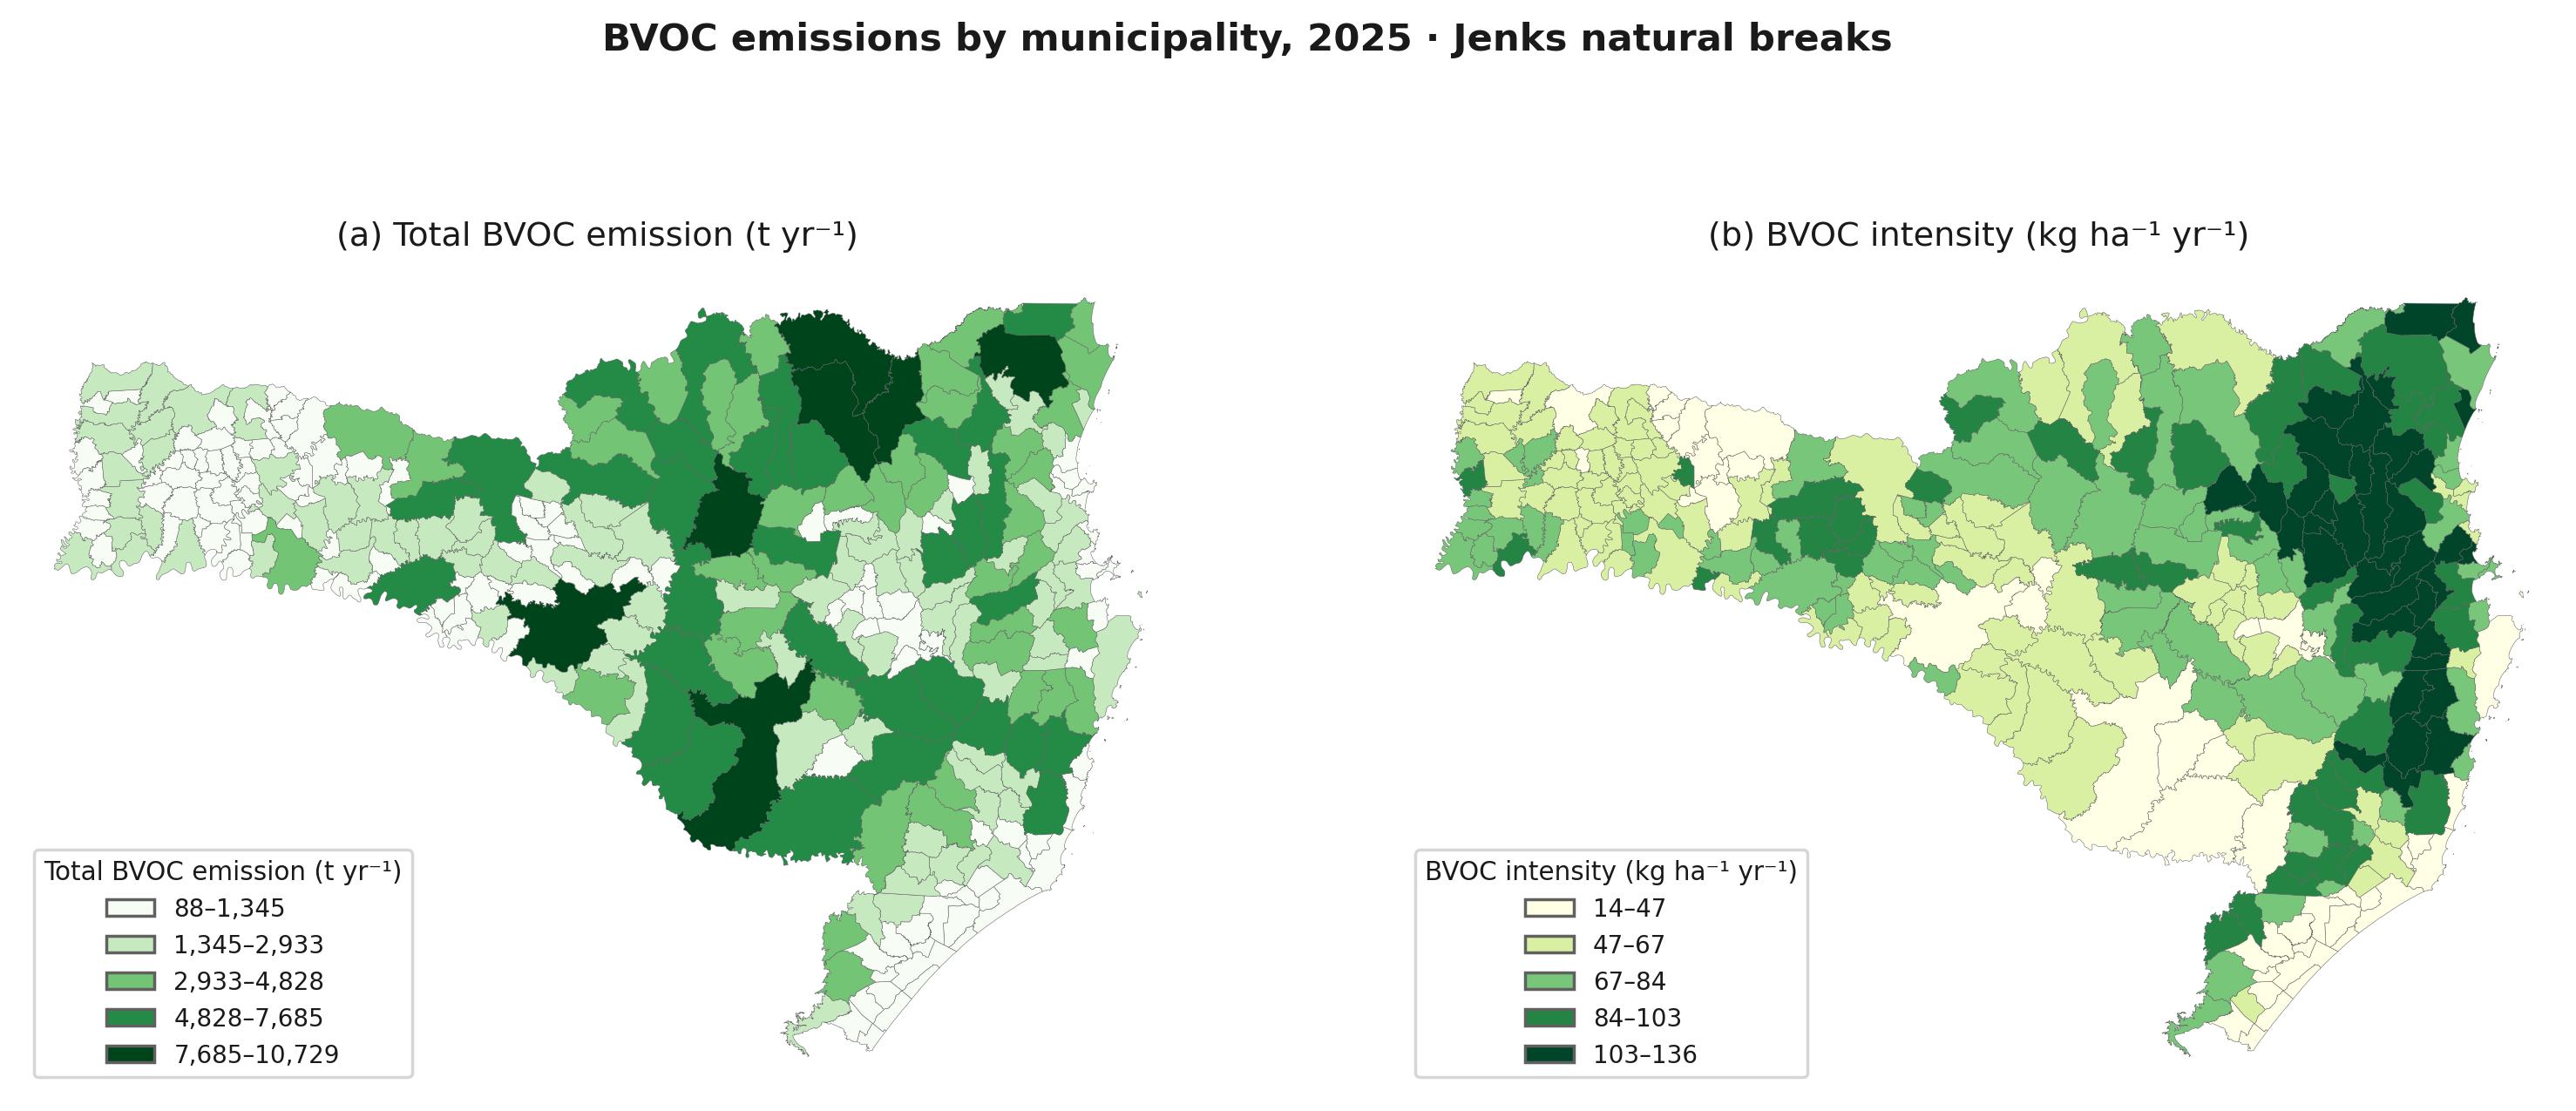 BVOC emissions by municipality, 2025 · Jenks natural breaks
(a) Total BVOC emission (t yr⁻¹)
(b) BVOC intensity (kg ha⁻¹ yr⁻¹)
Total BVOC emission (t yr⁻¹)
88–1,345
1,345–2,933
2,933–4,828
4,828–7,685
7,685–10,729
BVOC intensity (kg ha⁻¹ yr⁻¹)
14–47
47–67
67–84
84–103
103–136